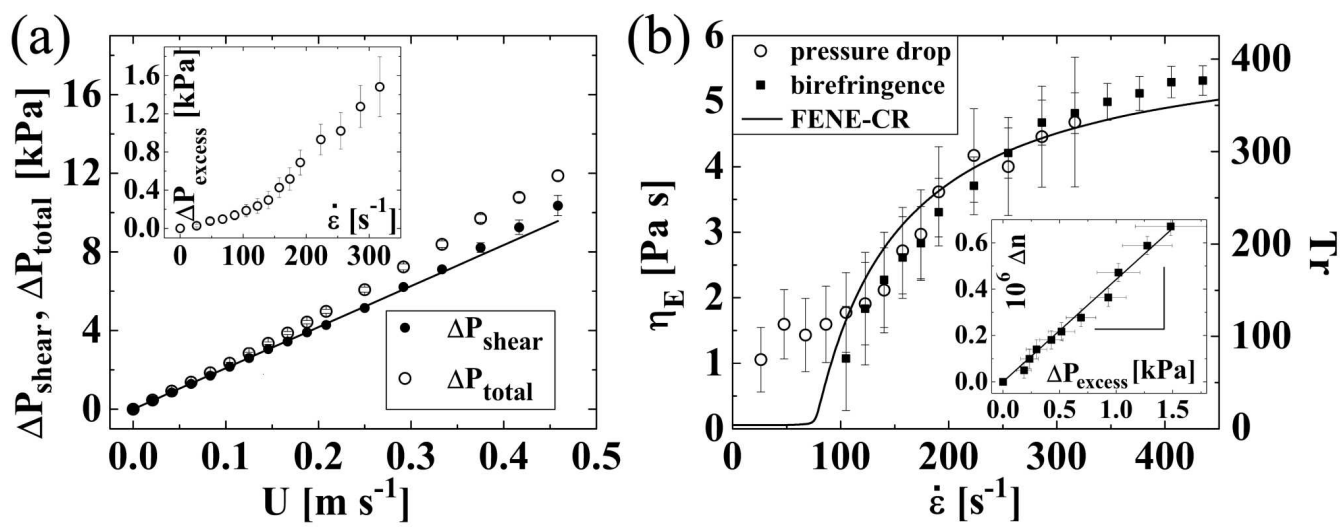 (a)
ΔP_shear, ΔP_total [kPa]
16
12
8
4
0
0.0 0.1 0.2 0.3 0.4 0.5
U [m s⁻¹]
ΔP_excess [kPa]
1.6
1.2
0.8
0.4
0.0
0 100 200 300
ε̇ [s⁻¹]
ΔP_shear
ΔP_total
(b)
η_E [Pa s]
6
5
4
3
2
1
0
0 100 200 300 400
ε̇ [s⁻¹]
pressure drop
birefringence
FENE-CR
400
300
200
100
0
Tr
10⁶ Δn
0.6
0.4
0.2
0.0
0.0 0.5 1.0 1.5
ΔP_excess [kPa]